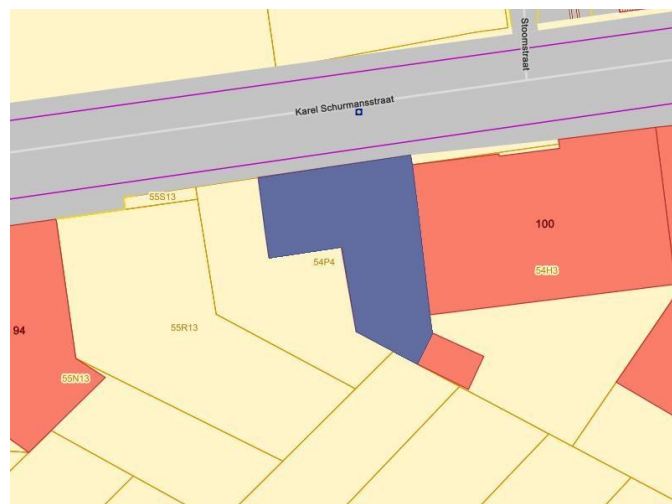 Stoomstraat
Karel Schurmansstraat
55S13
100
54P4
54H3
94
55R13
55N13